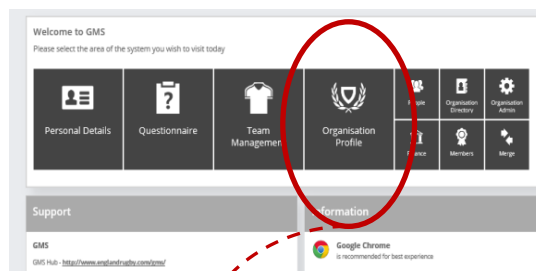 Welcome to GMS
Please select the area of the system you wish to visit today
Personal Details
Questionnaire
Team
Management
Organisation
Profile
People
Organisation
Directory
Organisation
Admin
Finance
Members
Merge
Support
Information
GMS
GMS Hub - http://www.englandrugby.com/gms/
Google Chrome
is recommended for best experience